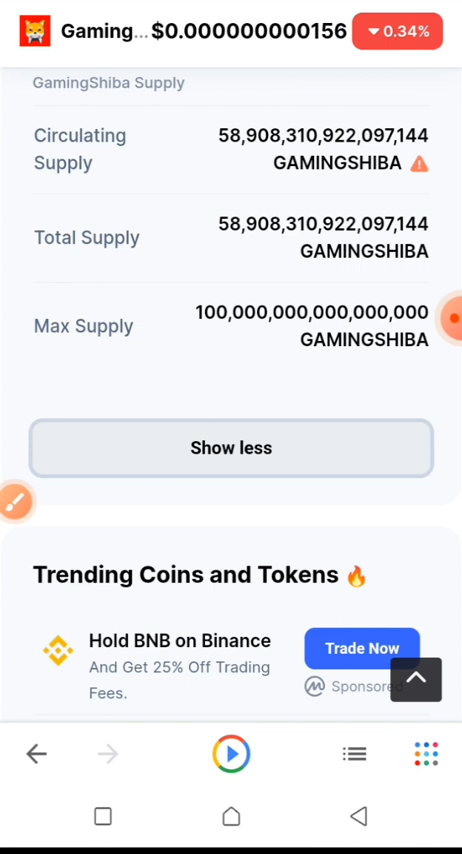 Gaming... $0.000000000156 0.34%
GamingShiba Supply
Circulating Supply
58,908,310,922,097,144
GAMINGSHIBA
Total Supply
58,908,310,922,097,144
GAMINGSHIBA
Max Supply
100,000,000,000,000,000
GAMINGSHIBA
Show less
Trending Coins and Tokens 🔥
Hold BNB on Binance
And Get 25% Off Trading
Fees.
Trade Now
Sponsored